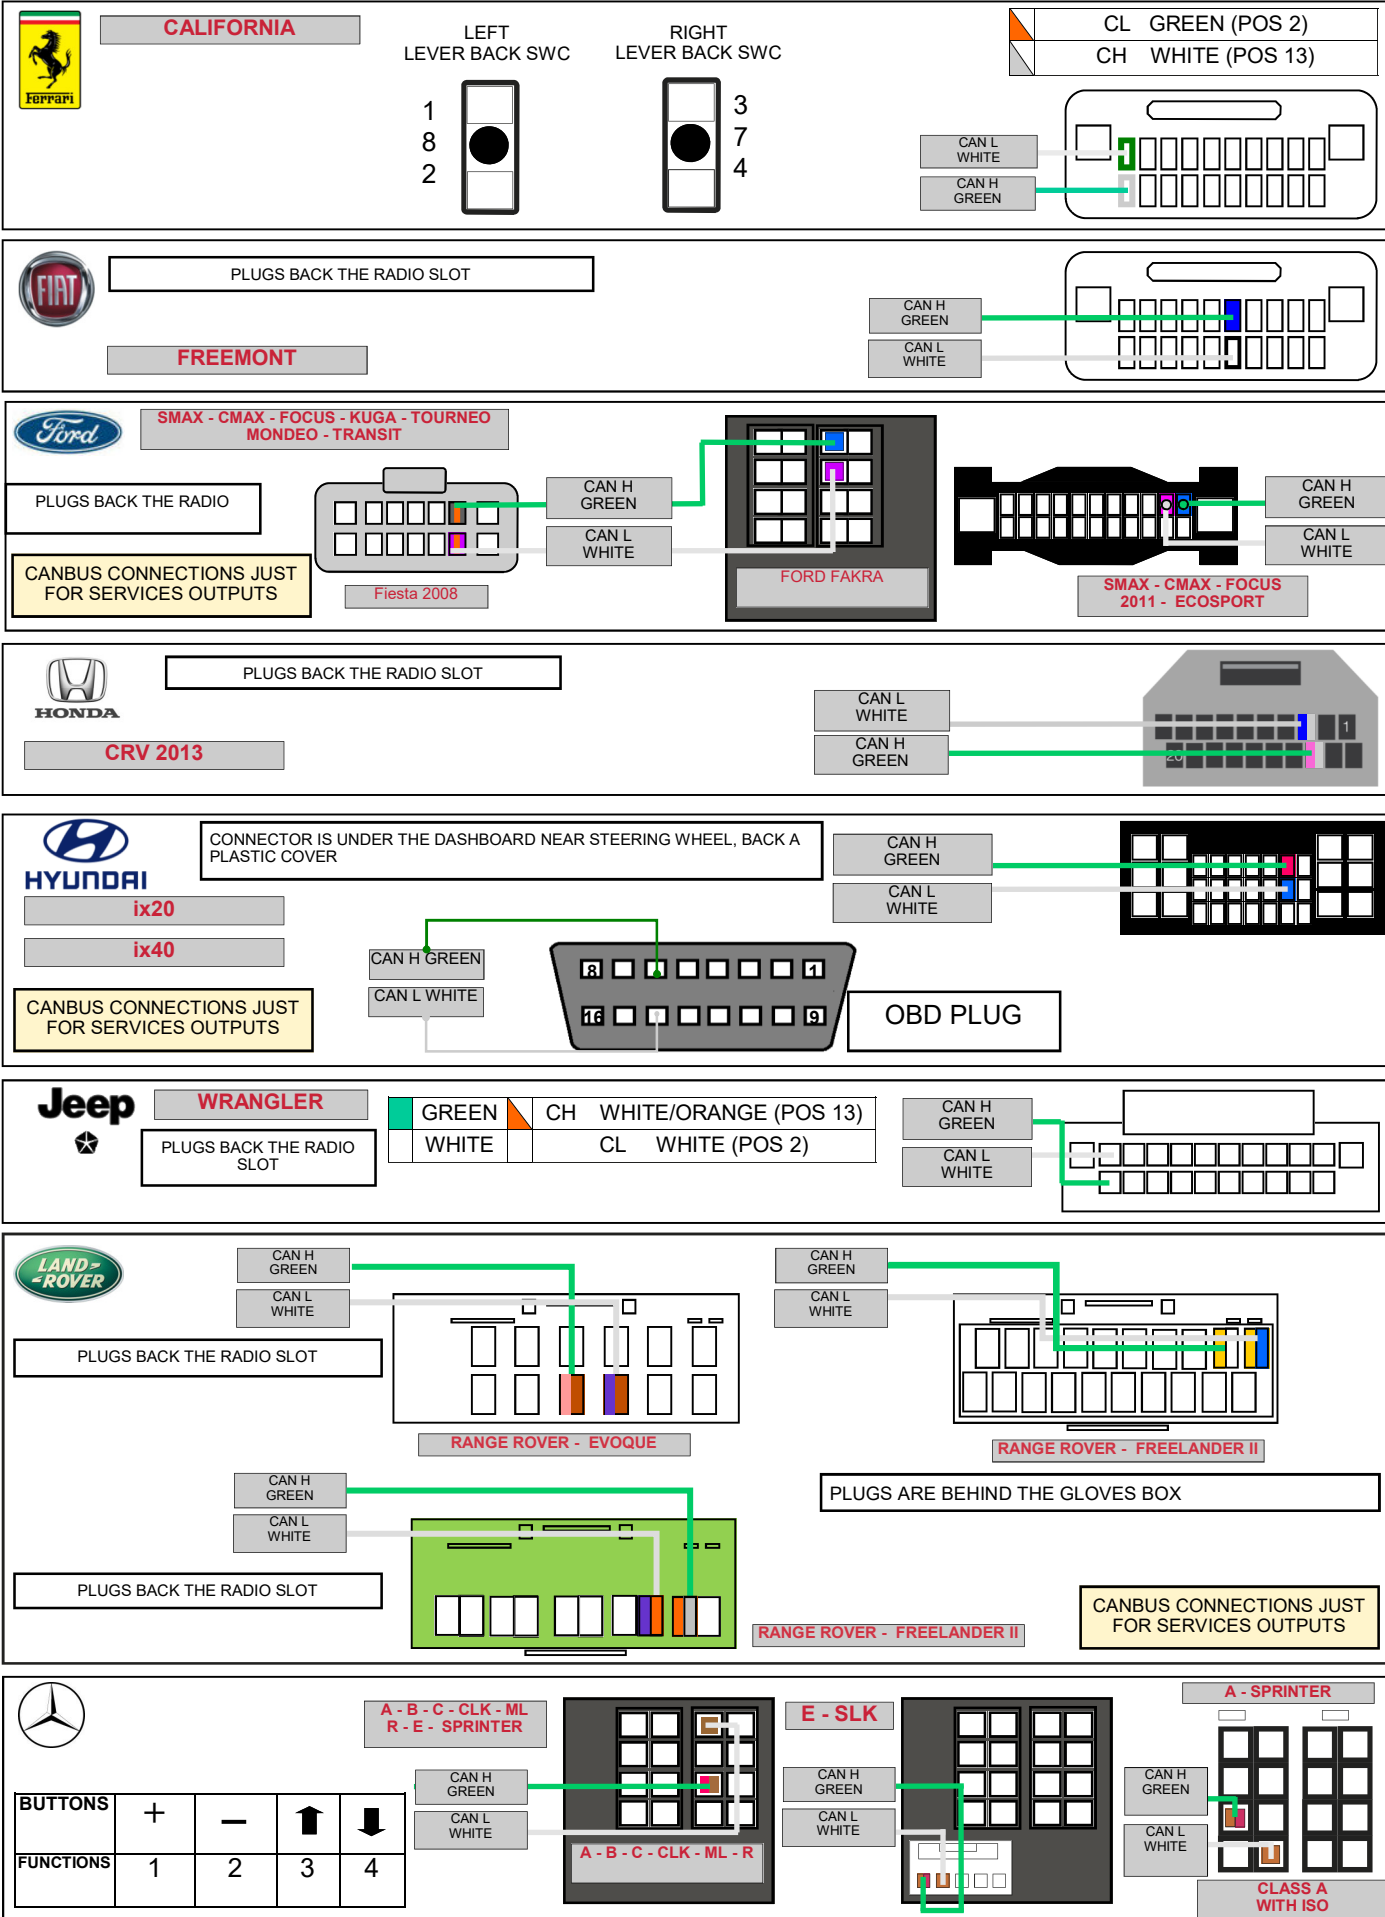 CALIFORNIA
Ferrari
LEFT
LEVER BACK SWC
RIGHT
LEVER BACK SWC
1
8
2
3
7
4
CL GREEN (POS 2)
CH WHITE (POS 13)
CAN L
WHITE
CAN H
GREEN
FIAT
PLUGS BACK THE RADIO SLOT
FREEMONT
CAN H
GREEN
CAN L
WHITE
Ford
SMAX - CMAX - FOCUS - KUGA - TOURNEO
MONDEO - TRANSIT
PLUGS BACK THE RADIO
CANBUS CONNECTIONS JUST
FOR SERVICES OUTPUTS
Fiesta 2008
CAN H
GREEN
CAN L
WHITE
FORD FAKRA
CAN H
GREEN
CAN L
WHITE
SMAX - CMAX - FOCUS
2011 - ECOSPORT
HONDA
PLUGS BACK THE RADIO SLOT
CRV 2013
CAN L
WHITE
CAN H
GREEN
1
20
HYUNDAI
CONNECTOR IS UNDER THE DASHBOARD NEAR STEERING WHEEL, BACK A
PLASTIC COVER
CAN H
GREEN
CAN L
WHITE
ix20
ix40
CANBUS CONNECTIONS JUST
FOR SERVICES OUTPUTS
CAN H GREEN
CAN L WHITE
8
1
16
9
OBD PLUG
Jeep
WRANGLER
PLUGS BACK THE RADIO
SLOT
GREEN CH WHITE/ORANGE (POS 13)
WHITE CL WHITE (POS 2)
CAN H
GREEN
CAN L
WHITE
LAND-
ROVER
CAN H
GREEN
CAN L
WHITE
PLUGS BACK THE RADIO SLOT
RANGE ROVER - EVOQUE
CAN H
GREEN
CAN L
WHITE
RANGE ROVER - FREELANDER II
PLUGS ARE BEHIND THE GLOVES BOX
CAN H
GREEN
CAN L
WHITE
PLUGS BACK THE RADIO SLOT
RANGE ROVER - FREELANDER II
CANBUS CONNECTIONS JUST
FOR SERVICES OUTPUTS
A - B - C - CLK - ML
R - E - SPRINTER
CAN H
GREEN
CAN L
WHITE
A - B - C - CLK - ML - R
E - SLK
CAN H
GREEN
CAN L
WHITE
A - SPRINTER
CAN H
GREEN
CAN L
WHITE
CLASS A
WITH ISO
BUTTONS + −
FUNCTIONS 1 2 3 4